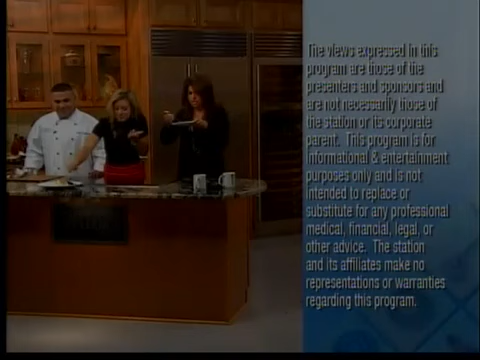 The views expressed in this
program are those of the
presenters and sponsors and
are not necessarily those of
the station or its corporate
parent. This program is for
informational & entertainment
purposes only and is not
intended to replace or
substitute for any professional
medical, financial, legal, or
other advice. The station
and its affiliates make no
representations or warranties
regarding this program.